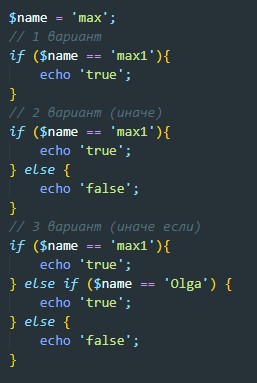 $name = 'max';
// 1 вариант
if ($name == 'max1'){
    echo 'true';
}
// 2 вариант (иначе)
if ($name == 'max1'){
    echo 'true';
} else {
    echo 'false';
}
// 3 вариант (иначе если)
if ($name == 'max1'){
    echo 'true';
} else if ($name == 'Olga') {
    echo 'true';
} else {
    echo 'false';
}